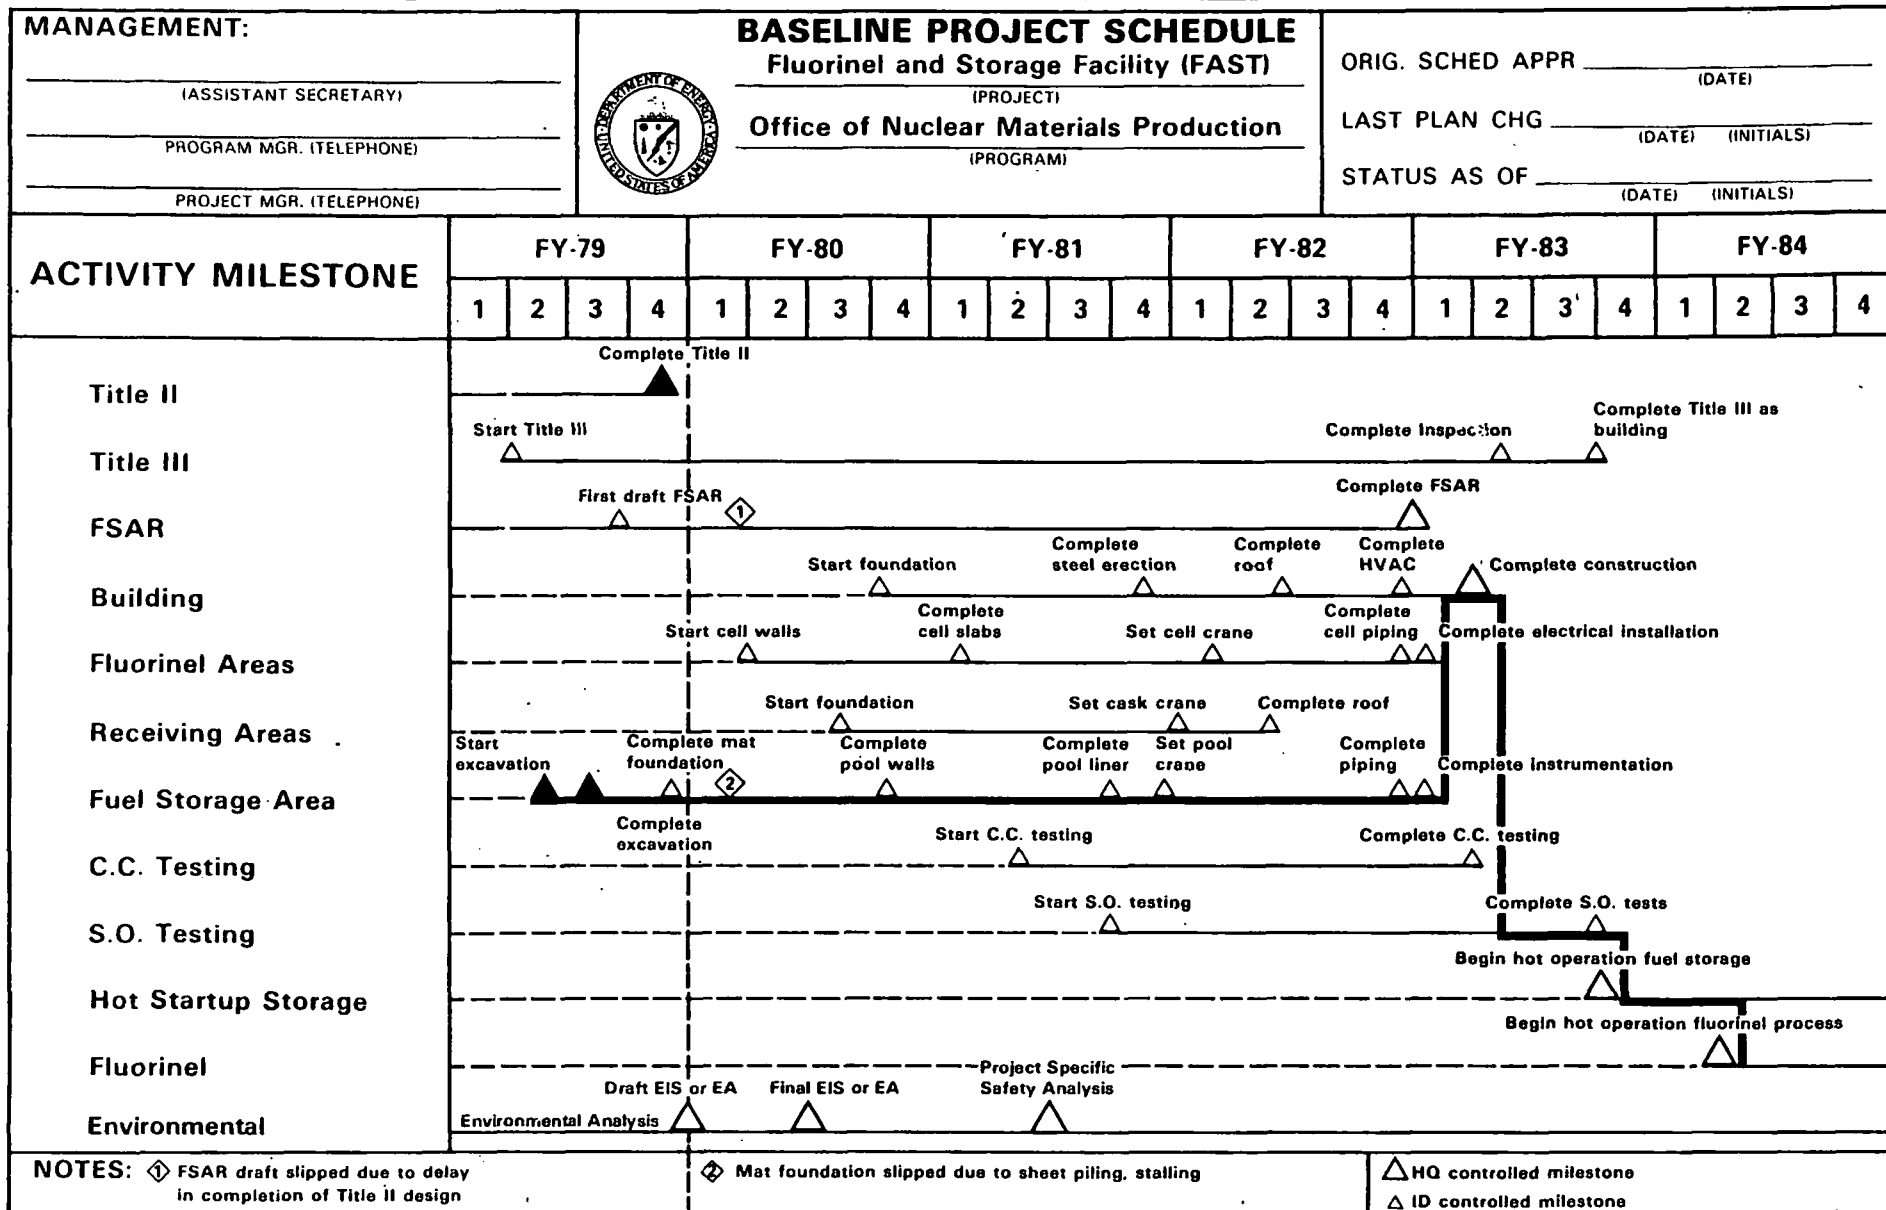 MANAGEMENT:
(ASSISTANT SECRETARY)
PROGRAM MGR. (TELEPHONE)
PROJECT MGR. (TELEPHONE)
UNITED STATES OF AMERICA · DEPARTMENT OF ENERGY
BASELINE PROJECT SCHEDULE
Fluorinel and Storage Facility (FAST)
(PROJECT)
Office of Nuclear Materials Production
(PROGRAM)
ORIG. SCHED APPR
(DATE)
LAST PLAN CHG
(DATE) (INITIALS)
STATUS AS OF
(DATE) (INITIALS)
ACTIVITY MILESTONE
FY-79 FY-80 FY-81 FY-82 FY-83 FY-84
1 2 3 4 1 2 3 4 1 2 3 4 1 2 3 4 1 2 3 4 1 2 3 4
Complete Title II
Title II
Complete Title III as
building
Start Title III
Complete Inspection
Title III
First draft FSAR
1
Complete FSAR
FSAR
Start foundation
Complete
steel erection
Complete
roof
Complete
HVAC
Complete construction
Building
Start cell walls
Complete
cell slabs
Set cell crane
Complete
cell piping
Complete electrical installation
Fluorinel Areas
Start foundation
Set cask crane
Complete roof
Receiving Areas
Start
excavation
Complete mat
foundation
2
Complete
pool walls
Complete
pool liner
Set pool
crane
Complete
piping
Complete instrumentation
Fuel Storage Area
Complete
excavation
Start C.C. testing
Complete C.C. testing
C.C. Testing
Start S.O. testing
Complete S.O. tests
S.O. Testing
Begin hot operation fuel storage
Hot Startup Storage
Begin hot operation fluorinel process
Fluorinel
Project Specific
Safety Analysis
Draft EIS or EA
Final EIS or EA
Environmental Analysis
Environmental
NOTES: 1 FSAR draft slipped due to delay
in completion of Title II design
2 Mat foundation slipped due to sheet piling, stalling
HQ controlled milestone
ID controlled milestone